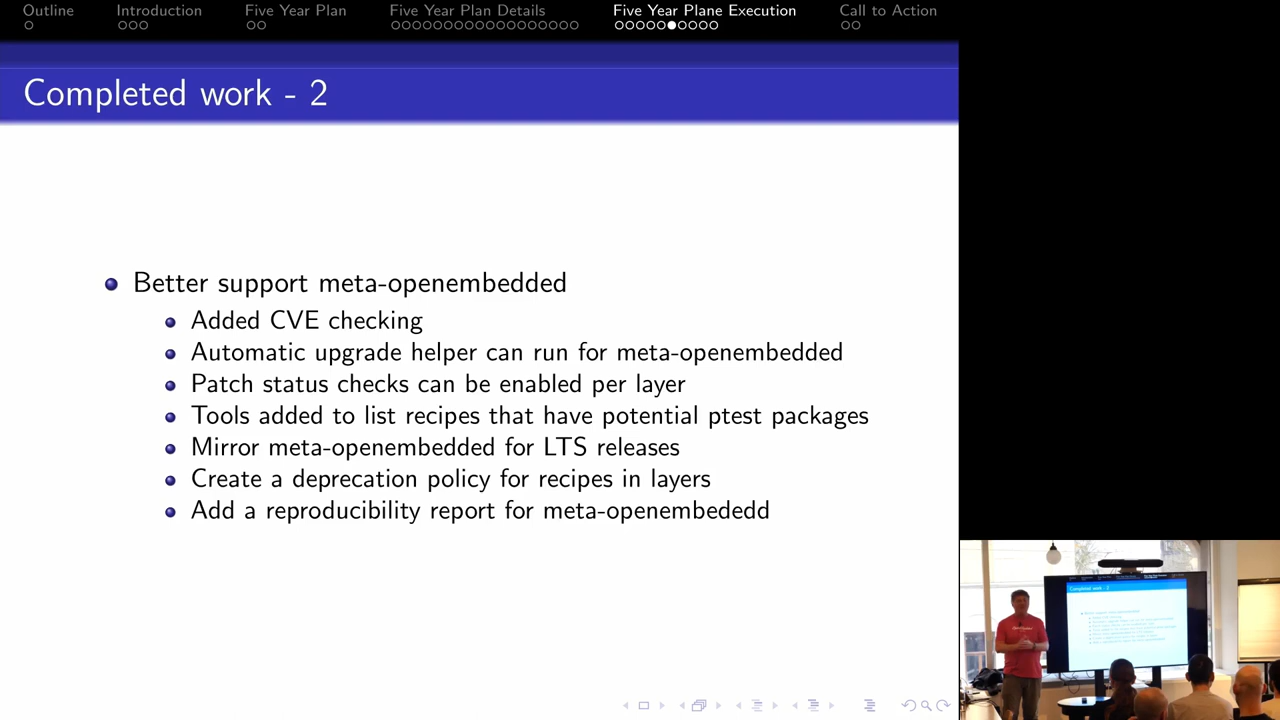 Outline
Introduction
Five Year Plan
Five Year Plan Details
Five Year Plane Execution
Call to Action
Completed work - 2
Better support meta-openembedded
Added CVE checking
Automatic upgrade helper can run for meta-openembedded
Patch status checks can be enabled per layer
Tools added to list recipes that have potential ptest packages
Mirror meta-openembedded for LTS releases
Create a deprecation policy for recipes in layers
Add a reproducibility report for meta-openembededd
Completed work - 2